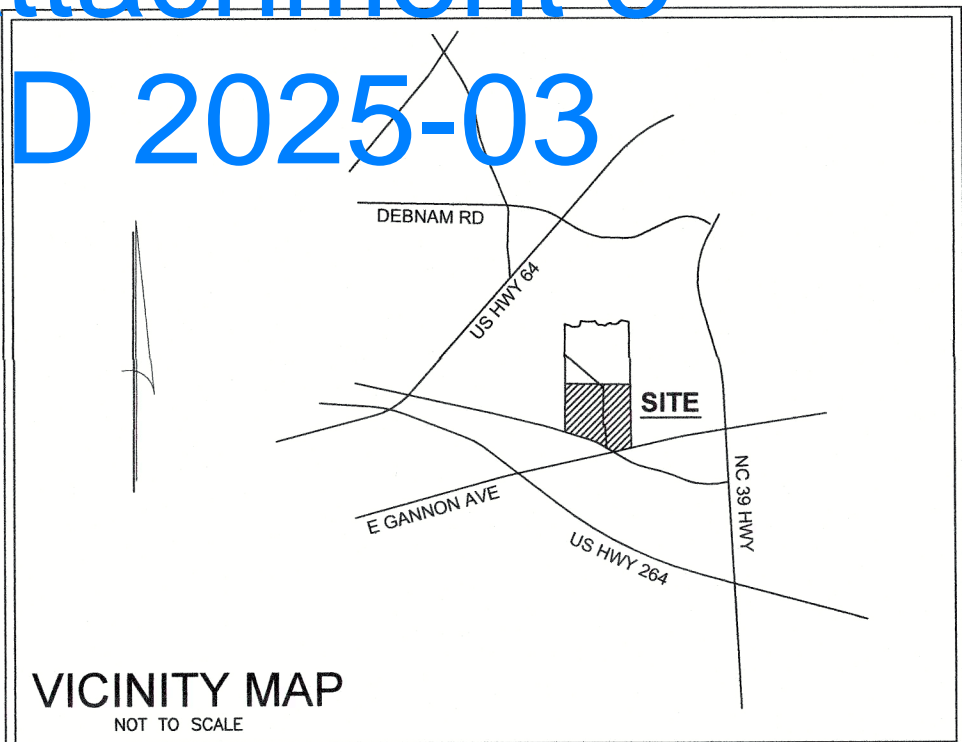 ttachment
D 2025-03
DEBNAM RD
US HWY 64
SITE
NC 39 HWY
E GANNON AVE
US HWY 264
VICINITY MAP
NOT TO SCALE